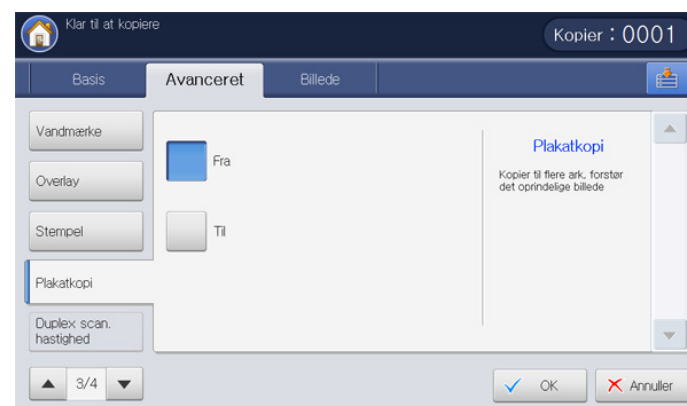 Klar til at kopiere
Kopier : 0001
Basis
Avanceret
Billede
Vandmærke
Overlay
Stempel
Plakatkopi
Duplex scan.
hastighed
3/4
Fra
Til
Plakatkopi
Kopier til flere ark, forstør
det oprindelige billede
OK
Annuller